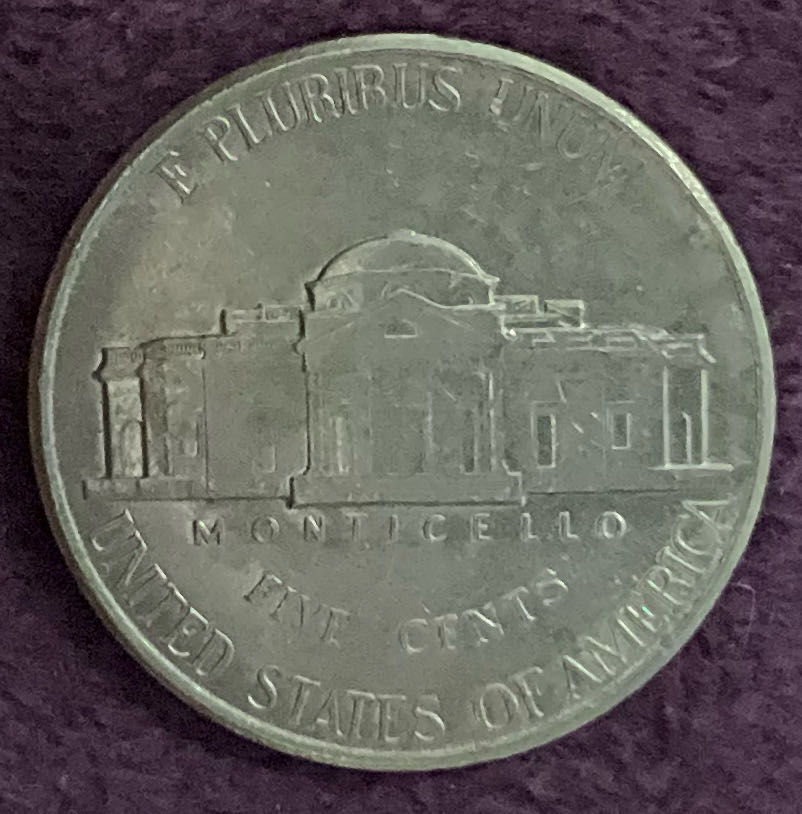 E PLURIBUS UNUM
MONTICELLO
FIVE CENTS
UNITED STATES OF AMERICA